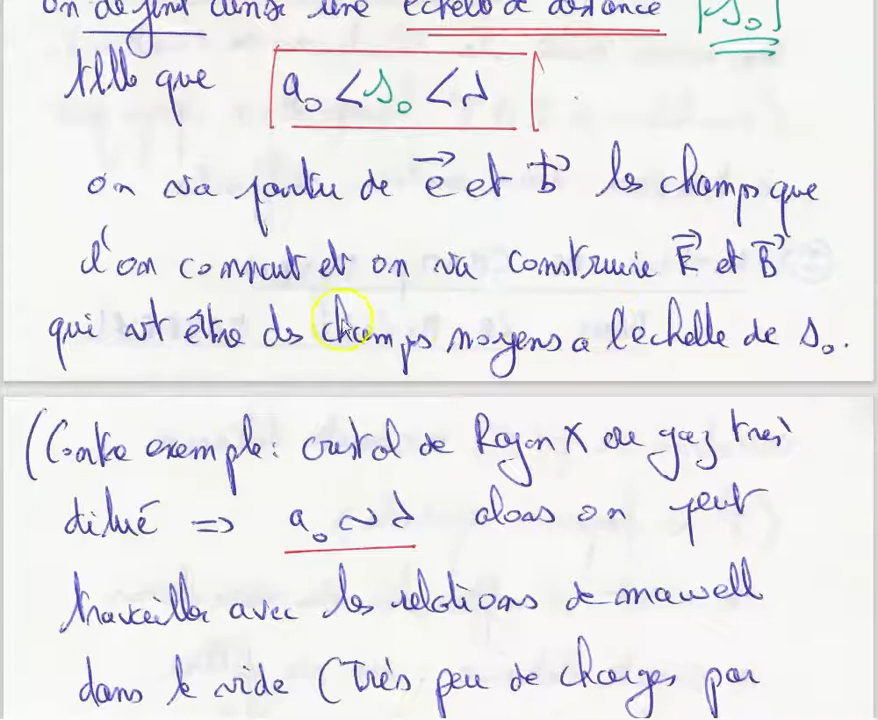 on définit ainsi une échelle de distance [s₀]
telle que a₀ < s₀ < λ
on va partir de e⃗ et b⃗ les champs que
l'on connait et on va construire E⃗ et B⃗
qui vt être des champs moyens a l'échelle de s₀.
(Contre exemple : cristal de Rayon X ou gaz très
dilué => a₀ ~ λ alors on peut
travailler avec les relations de maxwell
dans le vide (Très peu de charges par